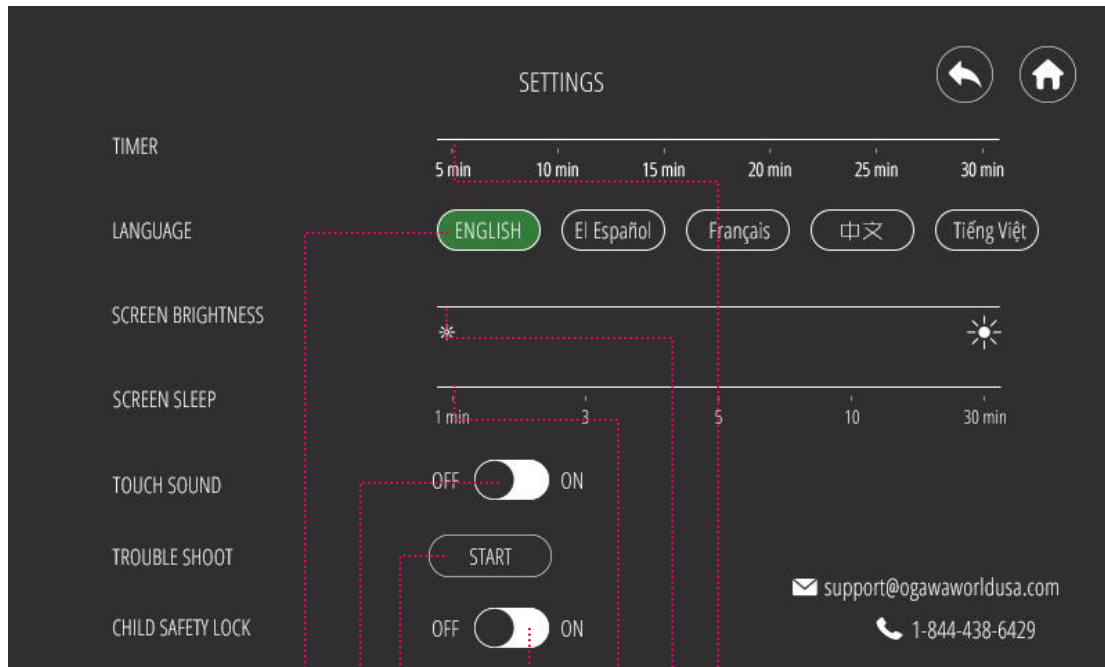 SETTINGS
TIMER
5 min 10 min 15 min 20 min 25 min 30 min
LANGUAGE ENGLISH El Español Français 中文 Tiếng Việt
SCREEN BRIGHTNESS
SCREEN SLEEP
1 min 3 5 10 30 min
TOUCH SOUND OFF ON
TROUBLE SHOOT START
support@ogawaworldusa.com
CHILD SAFETY LOCK OFF ON 1-844-438-6429